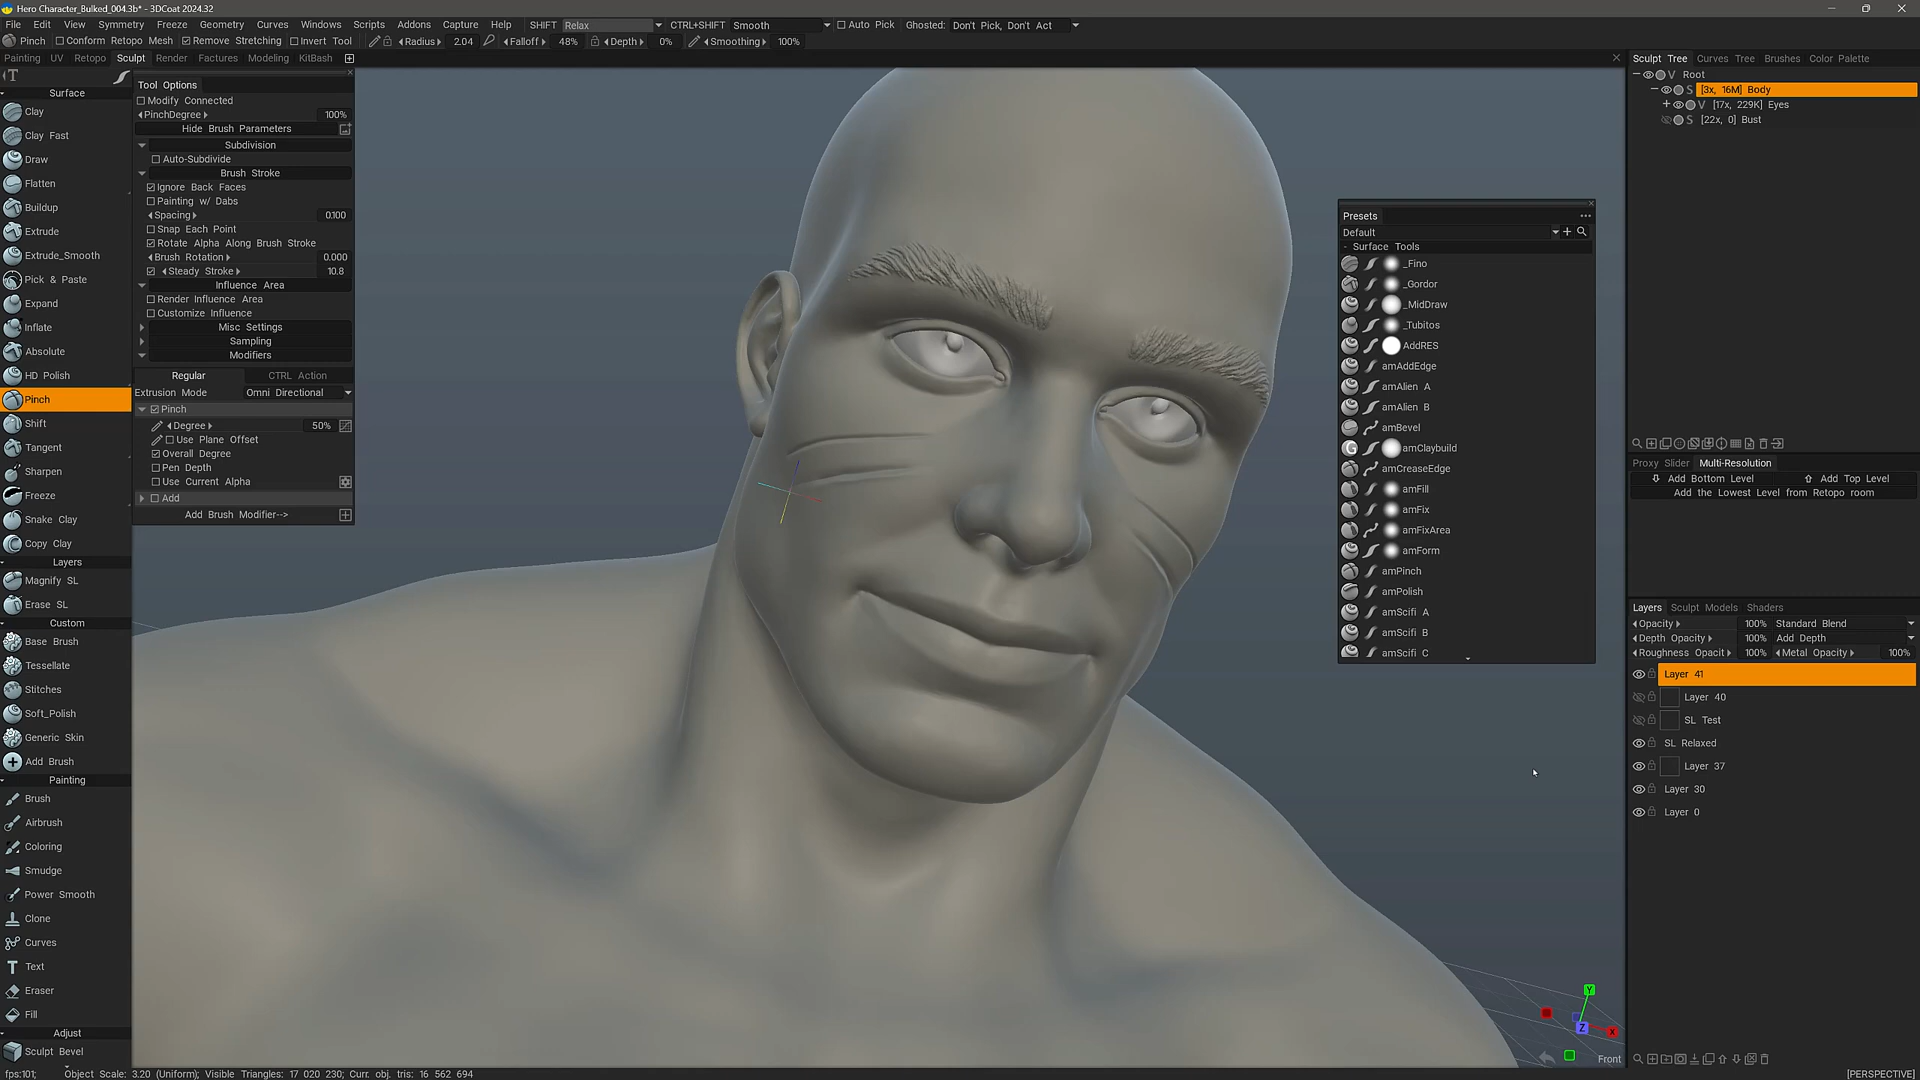 Hero Character_Bulked_004.3b* - 3DCoat 2024.32
File Edit View Symmetry Freeze Geometry Curves Windows Scripts Addons Capture Help SHIFT Relax CTRL+SHIFT Smooth Auto Pick Ghosted: Don't Pick, Don't Act
Pinch Conform Retopo Mesh Remove Stretching Invert Tool Radius 2.04 Falloff 48% Depth 0% Smoothing 100%
Painting UV Retopo Sculpt Render Factures Modeling KitBash
T
Surface
Clay
Clay Fast
Draw
Flatten
Buildup
Extrude
Extrude_Smooth
Pick & Paste
Expand
Inflate
Absolute
HD Polish
Pinch
Shift
Tangent
Sharpen
Freeze
Snake Clay
Copy Clay
Layers
Magnify SL
Erase SL
Custom
Base Brush
Tessellate
Stitches
Soft_Polish
Generic Skin
Add Brush
Painting
Brush
Airbrush
Coloring
Smudge
Power Smooth
Clone
Curves
Text
Eraser
Fill
Adjust
Sculpt Bevel
Tool Options
Modify Connected
PinchDegree 100%
Hide Brush Parameters
Subdivision
Auto-Subdivide
Brush Stroke
Ignore Back Faces
Painting w/ Dabs
Spacing 0.100
Snap Each Point
Rotate Alpha Along Brush Stroke
Brush Rotation 0.000
Steady Stroke 10.8
Influence Area
Render Influence Area
Customize Influence
Misc Settings
Sampling
Modifiers
Regular CTRL Action
Extrusion Mode Omni Directional
Pinch
Degree 50%
Use Plane Offset
Overall Degree
Pen Depth
Use Current Alpha
Add
Add Brush Modifier-->
Presets
Default
- Surface Tools
_Fino
_Gordor
_MidDraw
_Tubitos
AddRES
amAddEdge
amAlien A
amAlien B
amBevel
G amClaybuild
amCreaseEdge
amFill
amFix
amFixArea
amForm
amPinch
amPolish
amScifi A
amScifi B
amScifi C
Sculpt Tree Curves Tree Brushes Color Palette
V Root
S [3x, 16M] Body
V [17x, 229K] Eyes
S [22x, 0] Bust
Proxy Slider Multi-Resolution
Add Bottom Level Add Top Level
Add the Lowest Level from Retopo room
Layers Sculpt Models Shaders
Opacity 100% Standard Blend
Depth Opacity 100% Add Depth
Roughness Opacit 100% Metal Opacity 100%
Layer 41
Layer 40
SL Test
SL Relaxed
Layer 37
Layer 30
Layer 0
Y
Z X
Front
fps:101; Object Scale: 3.20 (Uniform); Visible Triangles: 17 020 230; Curr. obj. tris: 16 562 694
[PERSPECTIVE]